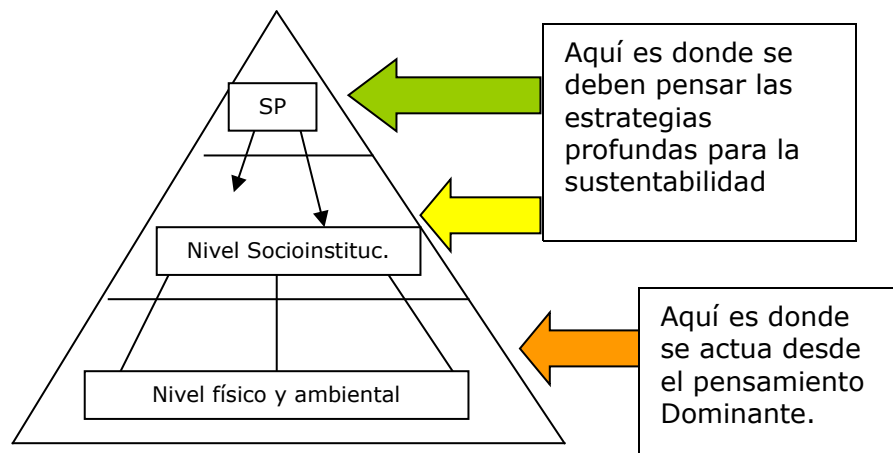 SP
Aquí es donde se
deben pensar las
estrategias
profundas para la
sustentabilidad
Nivel Socioinstituc.
Aquí es donde
se actua desde
el pensamiento
Dominante.
Nivel físico y ambiental